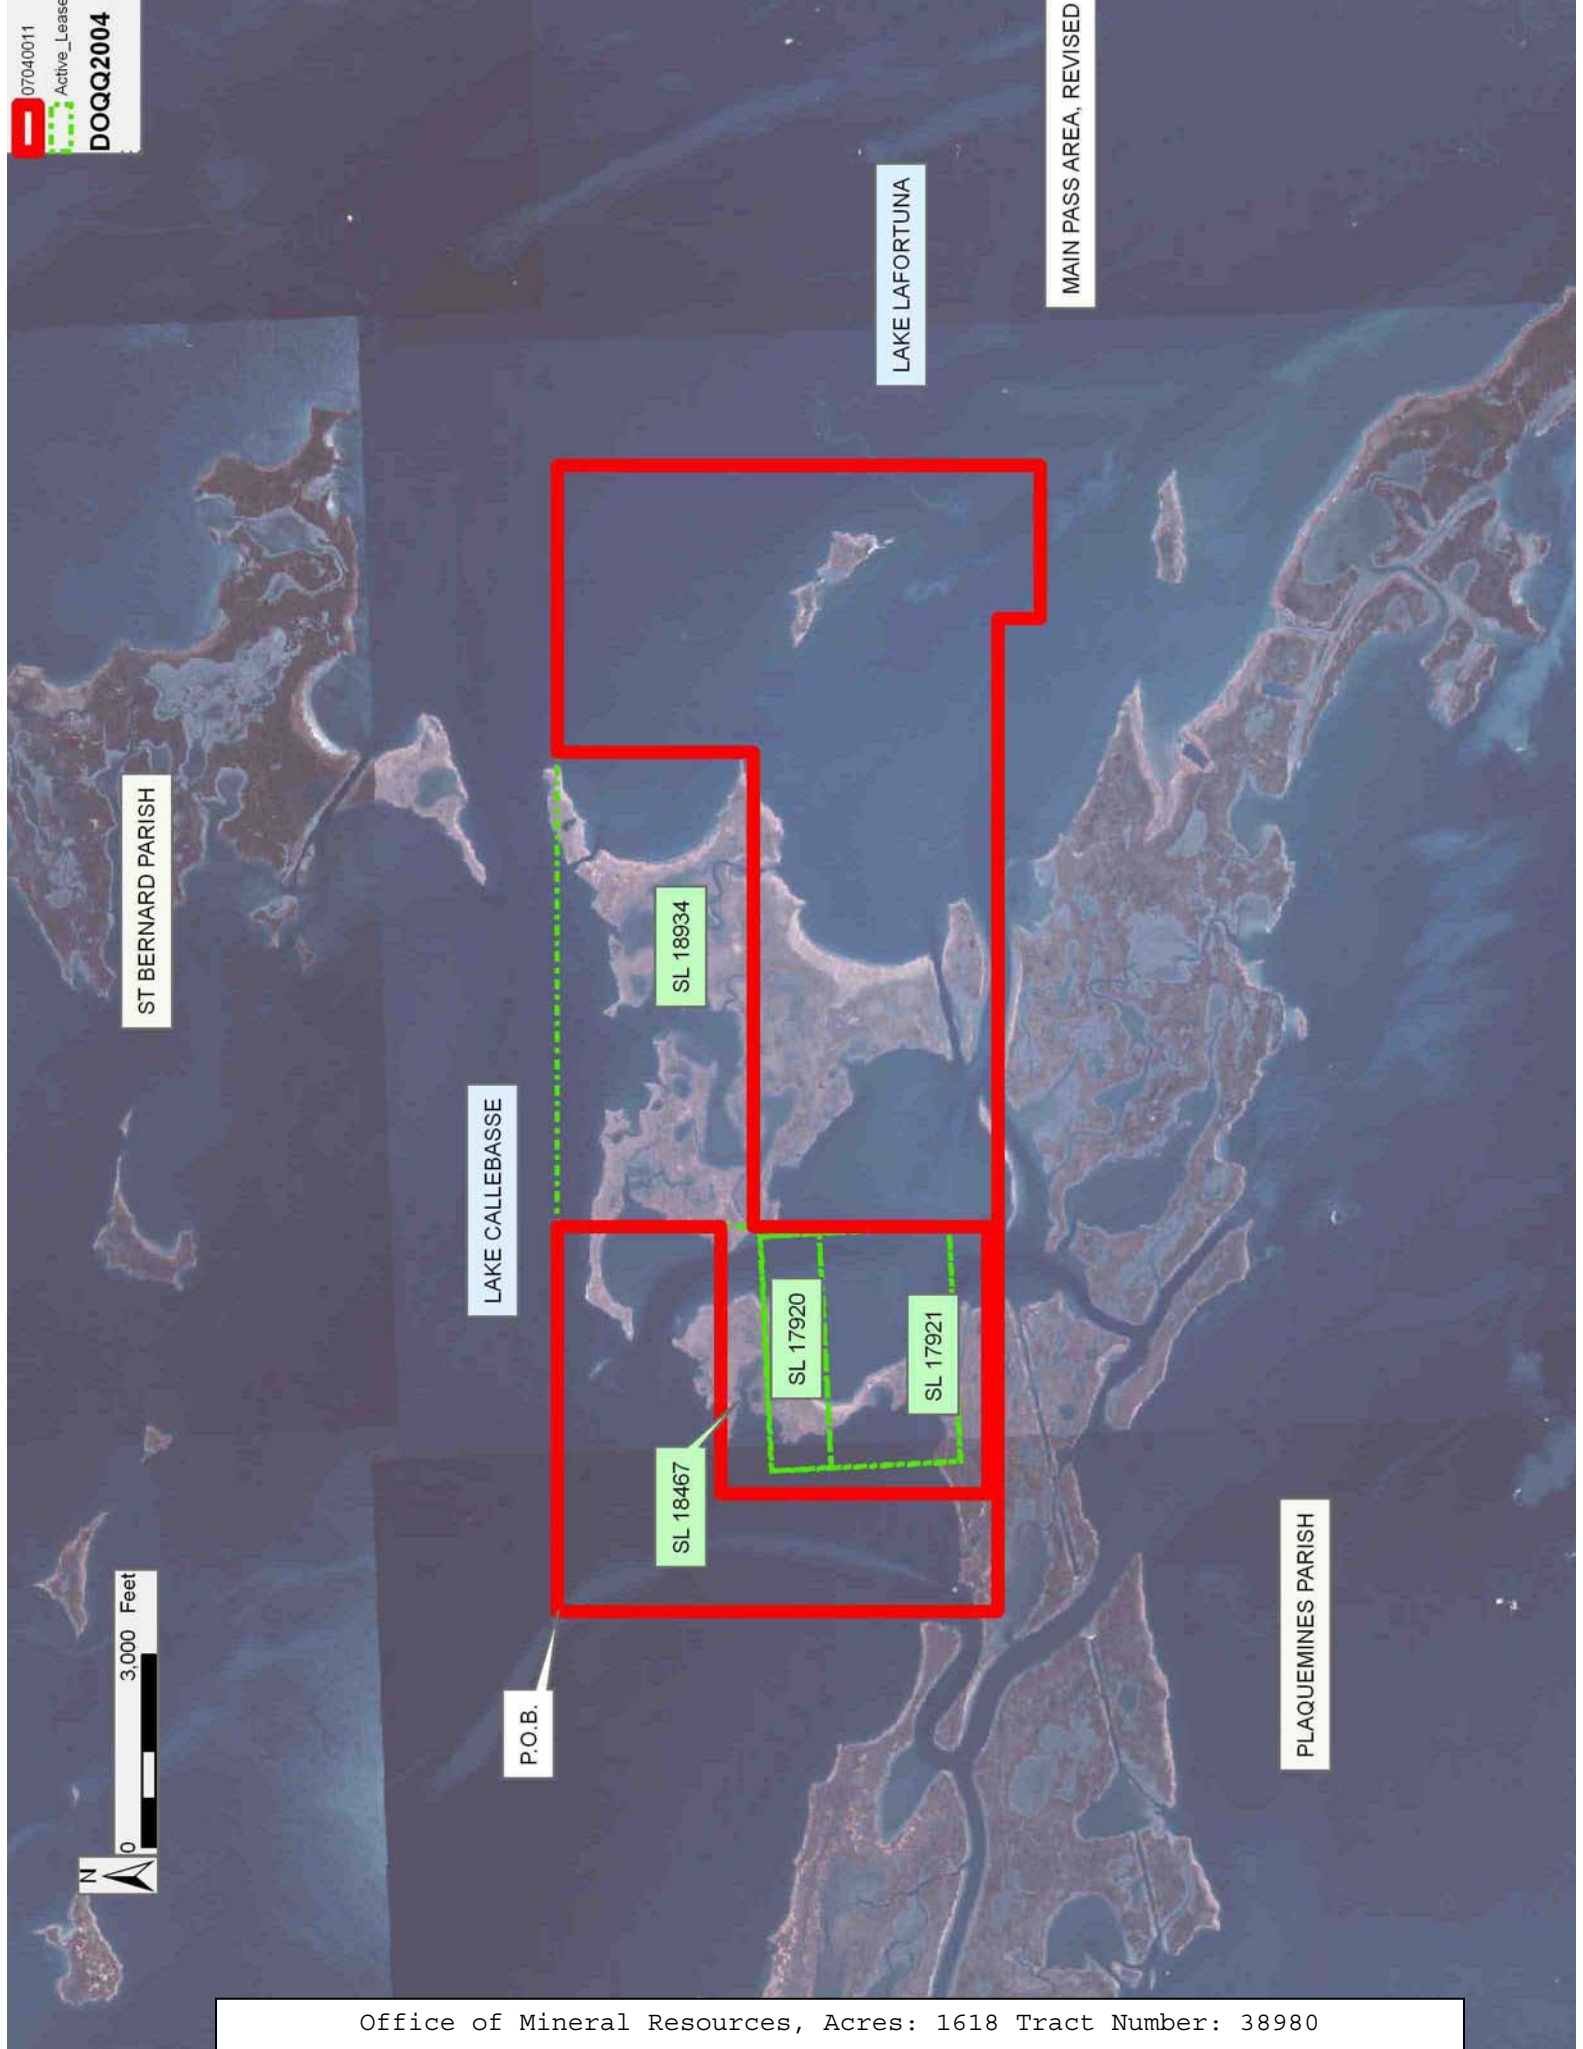 07040011
Active_Lease
DOQQ2004
ST BERNARD PARISH
LAKE LAFORTUNA
MAIN PASS AREA, REVISED
LAKE CALLEBASSE
SL 18934
SL 17920
SL 17921
SL 18467
P.O.B.
PLAQUEMINES PARISH
N
0 3,000 Feet
Office of Mineral Resources, Acres: 1618 Tract Number: 38980